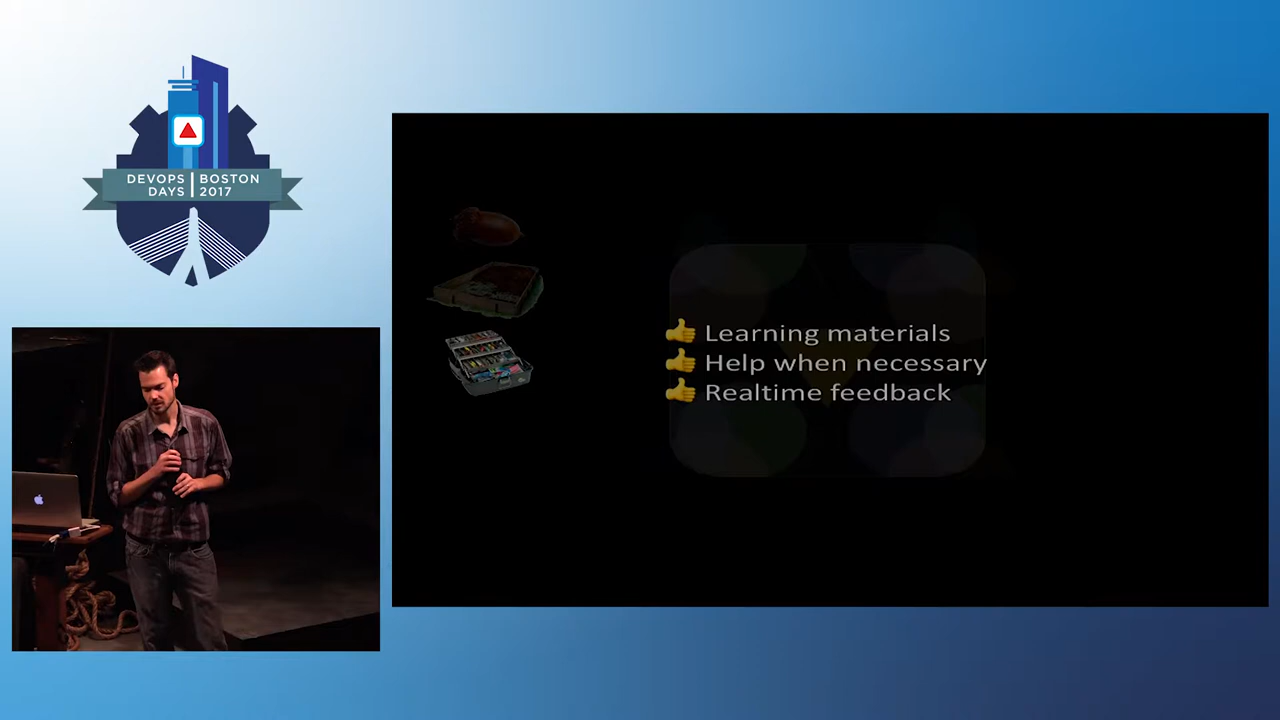 DEVOPS | BOSTON
DAYS | 2017
👍 Learning materials
👍 Help when necessary
👍 Realtime feedback